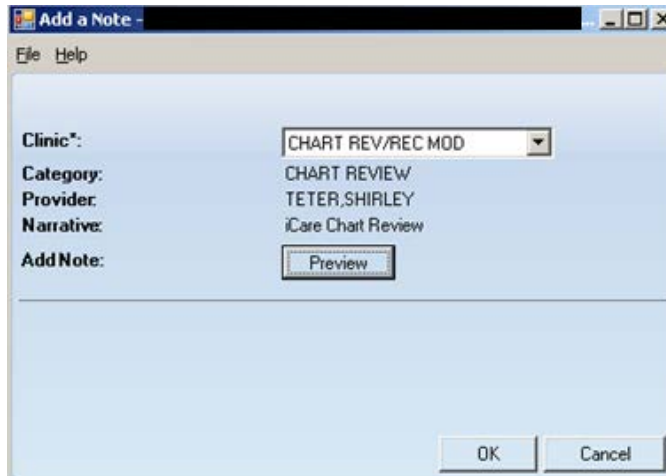 Add a Note - ...
File Help
Clinic*: CHART REV/REC MOD
Category: CHART REVIEW
Provider: TETER,SHIRLEY
Narrative: iCare Chart Review
Add Note: Preview
OK Cancel